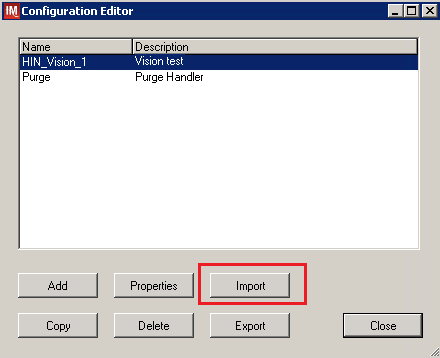 IM Configuration Editor
Name Description
HIN_Vision_1 Vision test
Purge Purge Handler
Add Properties Import
Copy Delete Export Close